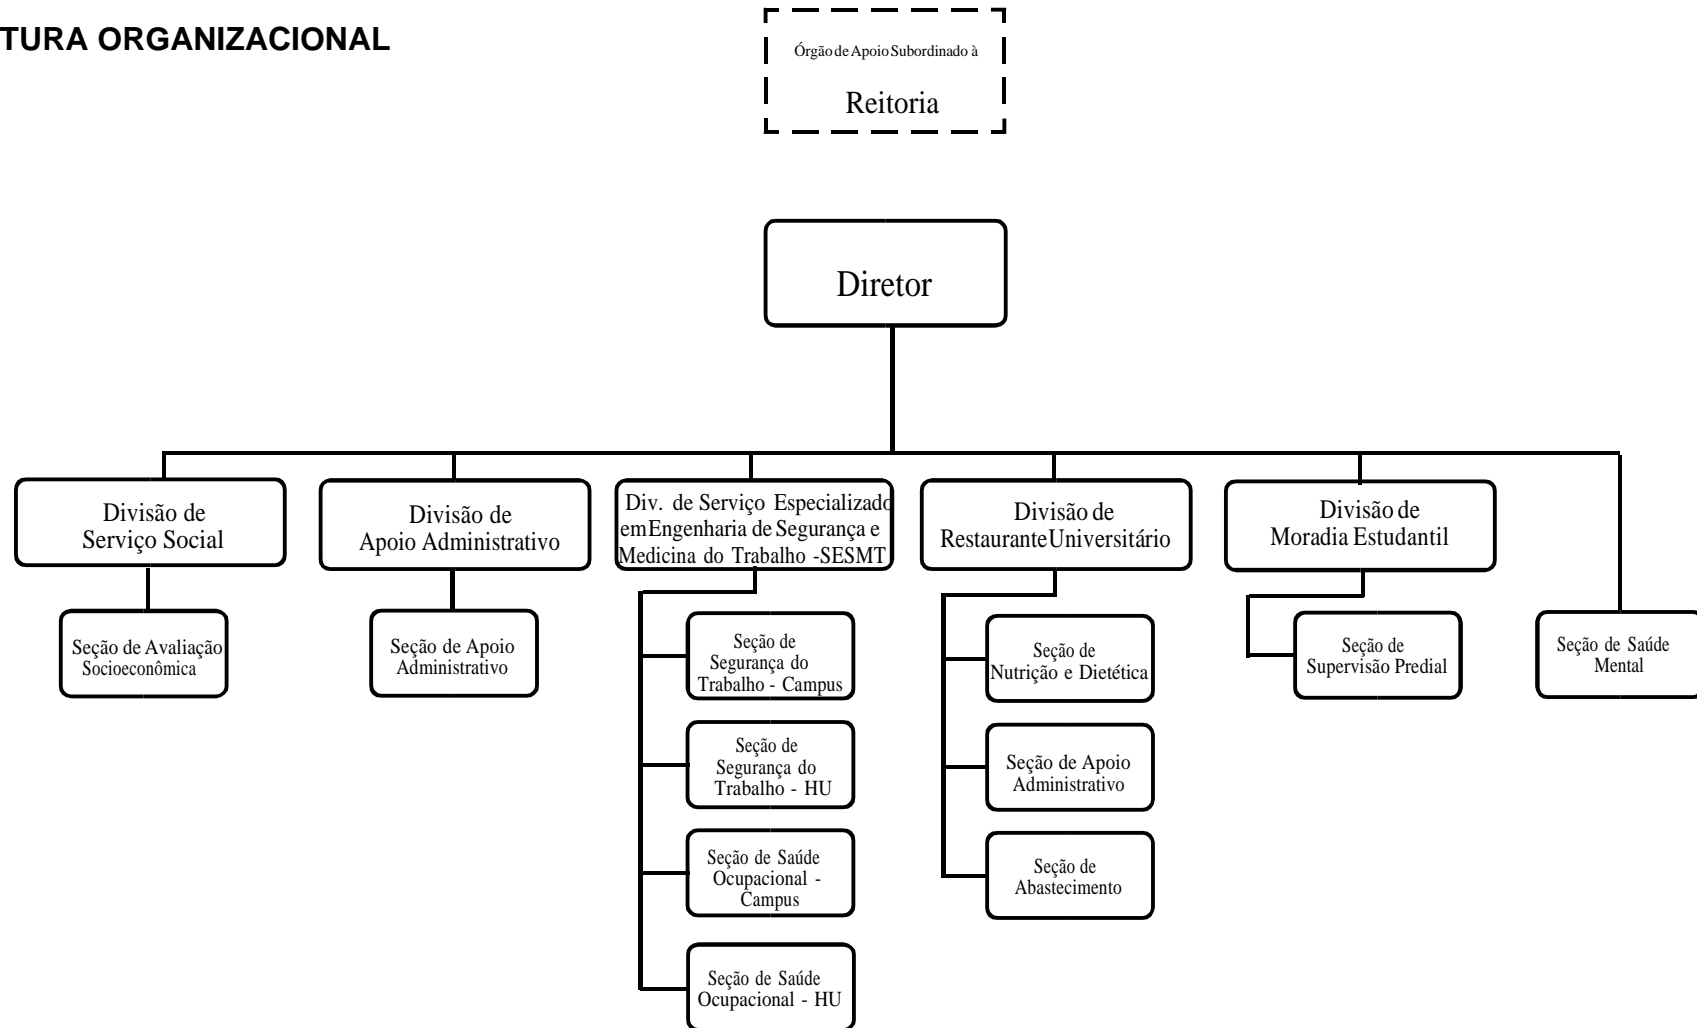 TURA ORGANIZACIONAL
Órgão de Apoio Subordinado à
Reitoria
Diretor
Divisão de
Serviço Social
Divisão de
Apoio Administrativo
Div. de Serviço Especializado
em Engenharia de Segurança e
Medicina do Trabalho -SESMT
Divisão de
Restaurante Universitário
Divisão de
Moradia Estudantil
Seção de Avaliação
Socioeconômica
Seção de Apoio
Administrativo
Seção de
Segurança do
Trabalho - Campus
Seção de
Nutrição e Dietética
Seção de
Supervisão Predial
Seção de Saúde
Mental
Seção de
Segurança do
Trabalho - HU
Seção de Apoio
Administrativo
Seção de Saúde
Ocupacional -
Campus
Seção de
Abastecimento
Seção de Saúde
Ocupacional - HU